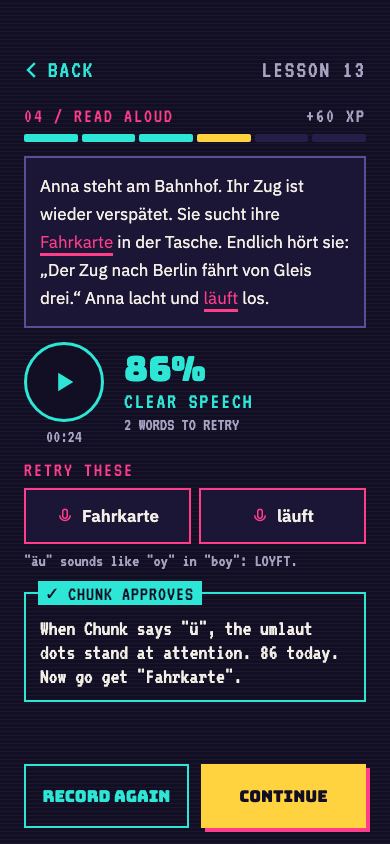 BACK
LESSON 13
04 / READ ALOUD
+60 XP
Anna steht am Bahnhof. Ihr Zug ist
wieder verspätet. Sie sucht ihre
Fahrkarte in der Tasche. Endlich hört sie:
„Der Zug nach Berlin fährt von Gleis
drei.“ Anna lacht und läuft los.
00:24
86%
CLEAR SPEECH
2 WORDS TO RETRY
RETRY THESE
Fahrkarte
läuft
"äu" sounds like "oy" in "boy": LOYFT.
✓ CHUNK APPROVES
When Chunk says "ü", the umlaut
dots stand at attention. 86 today.
Now go get "Fahrkarte".
RECORD AGAIN
CONTINUE